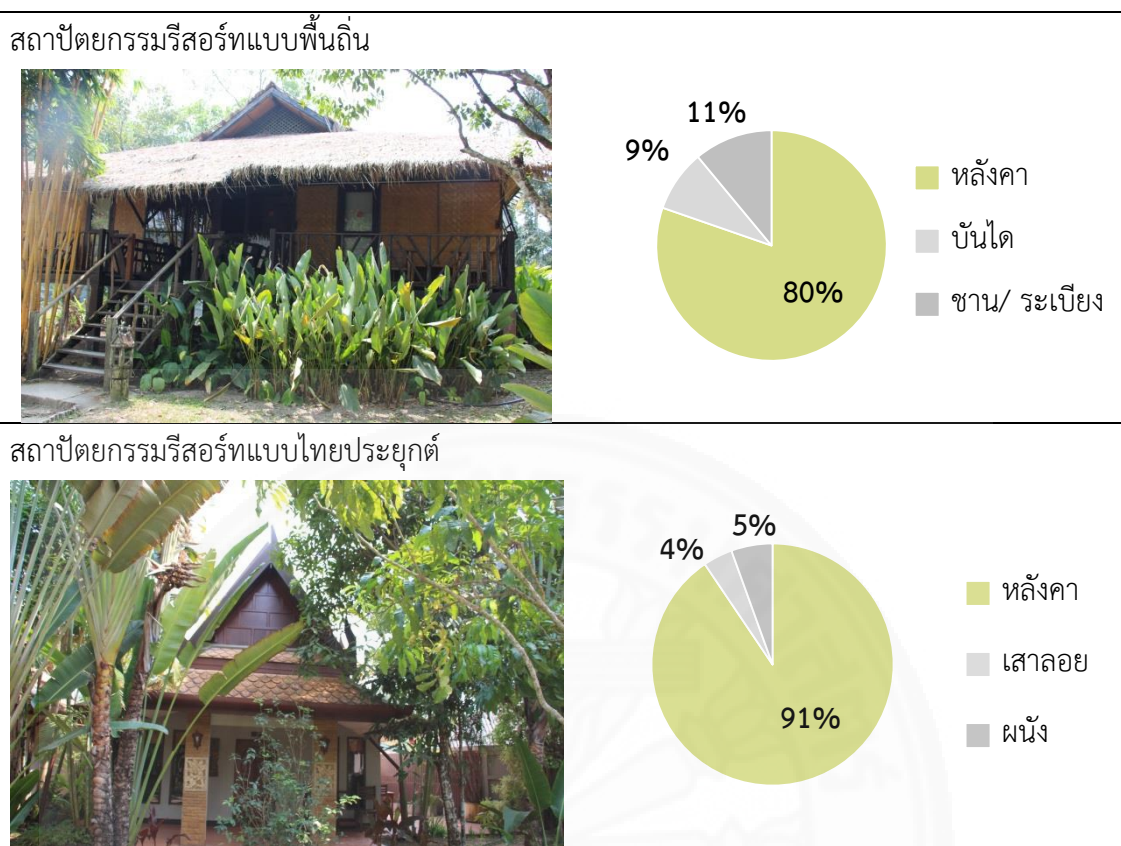 สถาปัตยกรรมรีสอร์ทแบบพื้นถิ่น
11%
9%
80%
หลังคา
บันได
ชาน/ ระเบียง
สถาปัตยกรรมรีสอร์ทแบบไทยประยุกต์
5%
4%
91%
หลังคา
เสาลอย
ผนัง